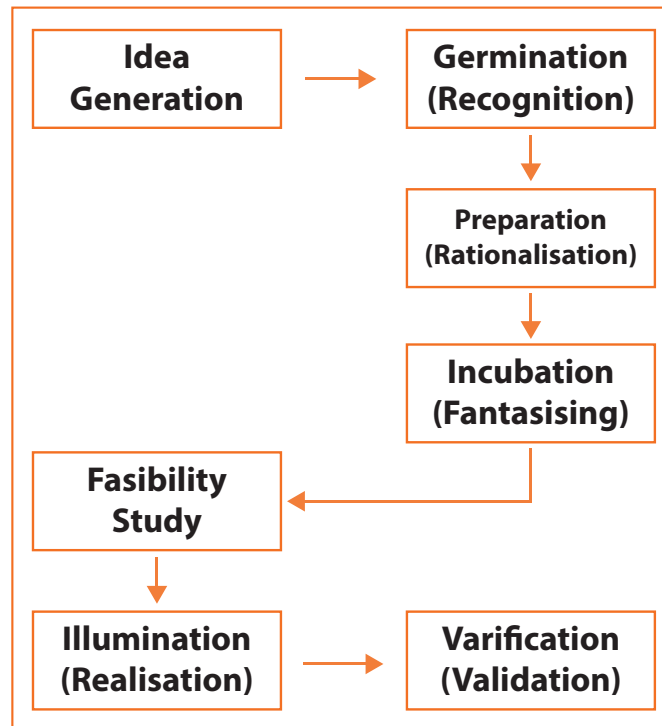 Idea
Generation
Germination
(Recognition)
Preparation
(Rationalisation)
Incubation
(Fantasising)
Fasibility
Study
Illumination
(Realisation)
Varification
(Validation)